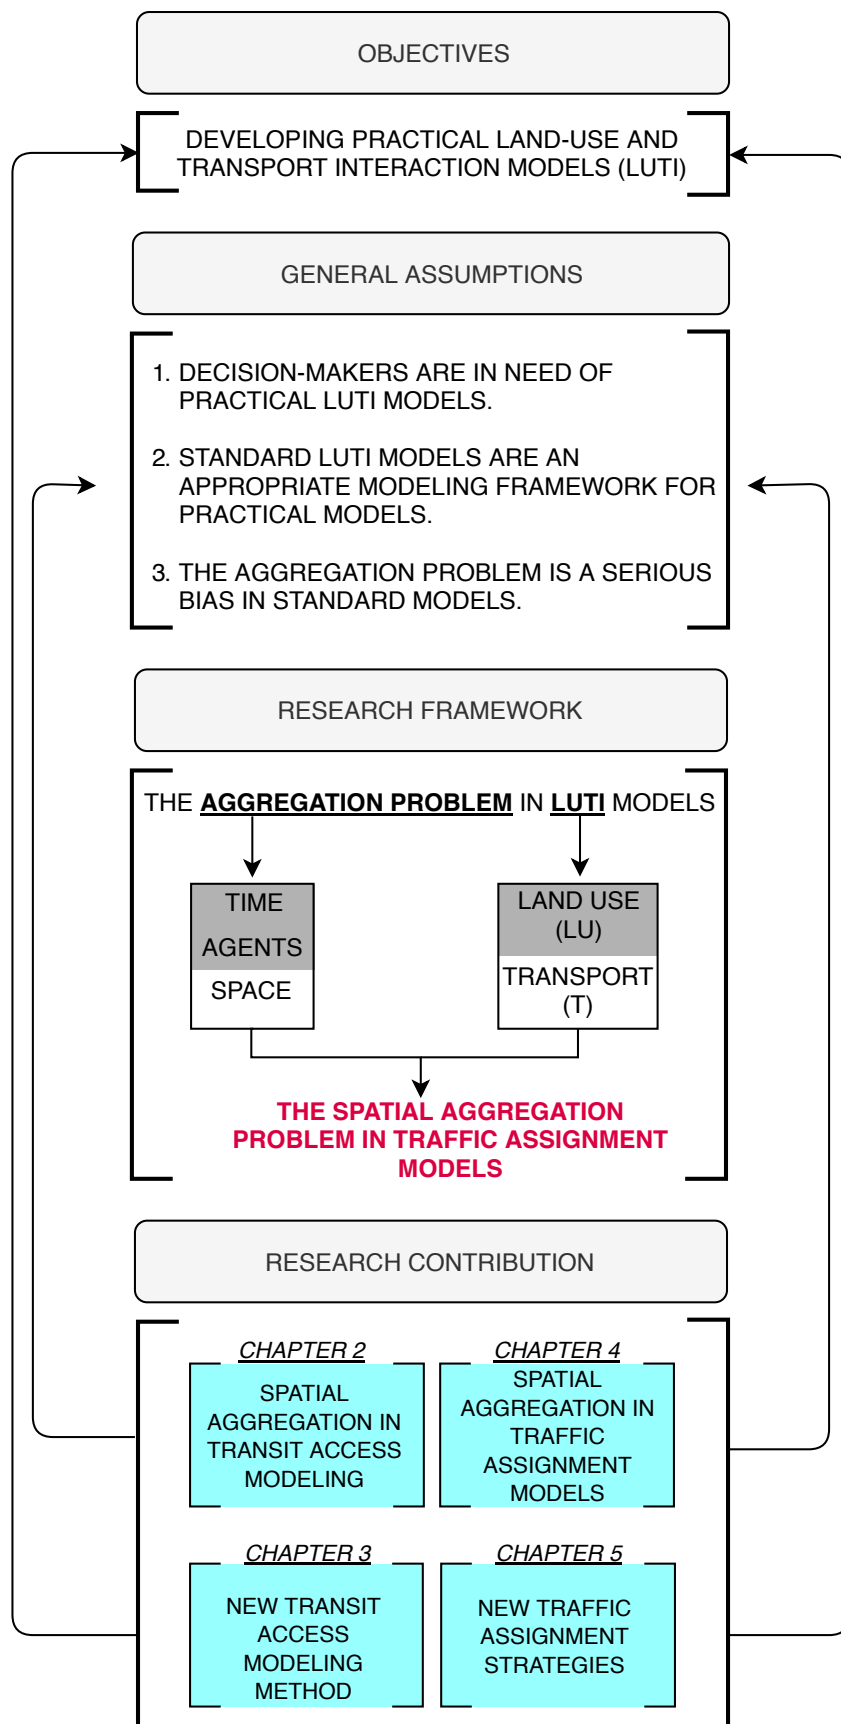 OBJECTIVES
DEVELOPING PRACTICAL LAND-USE AND
TRANSPORT INTERACTION MODELS (LUTI)
GENERAL ASSUMPTIONS
1. DECISION-MAKERS ARE IN NEED OF
PRACTICAL LUTI MODELS.
2. STANDARD LUTI MODELS ARE AN
APPROPRIATE MODELING FRAMEWORK FOR
PRACTICAL MODELS.
3. THE AGGREGATION PROBLEM IS A SERIOUS
BIAS IN STANDARD MODELS.
RESEARCH FRAMEWORK
THE AGGREGATION PROBLEM IN LUTI MODELS
TIME
AGENTS
SPACE
LAND USE
(LU)
TRANSPORT
(T)
THE SPATIAL AGGREGATION
PROBLEM IN TRAFFIC ASSIGNMENT
MODELS
RESEARCH CONTRIBUTION
CHAPTER 2
SPATIAL
AGGREGATION IN
TRANSIT ACCESS
MODELING
CHAPTER 4
SPATIAL
AGGREGATION IN
TRAFFIC
ASSIGNMENT
MODELS
CHAPTER 3
NEW TRANSIT
ACCESS
MODELING
METHOD
CHAPTER 5
NEW TRAFFIC
ASSIGNMENT
STRATEGIES